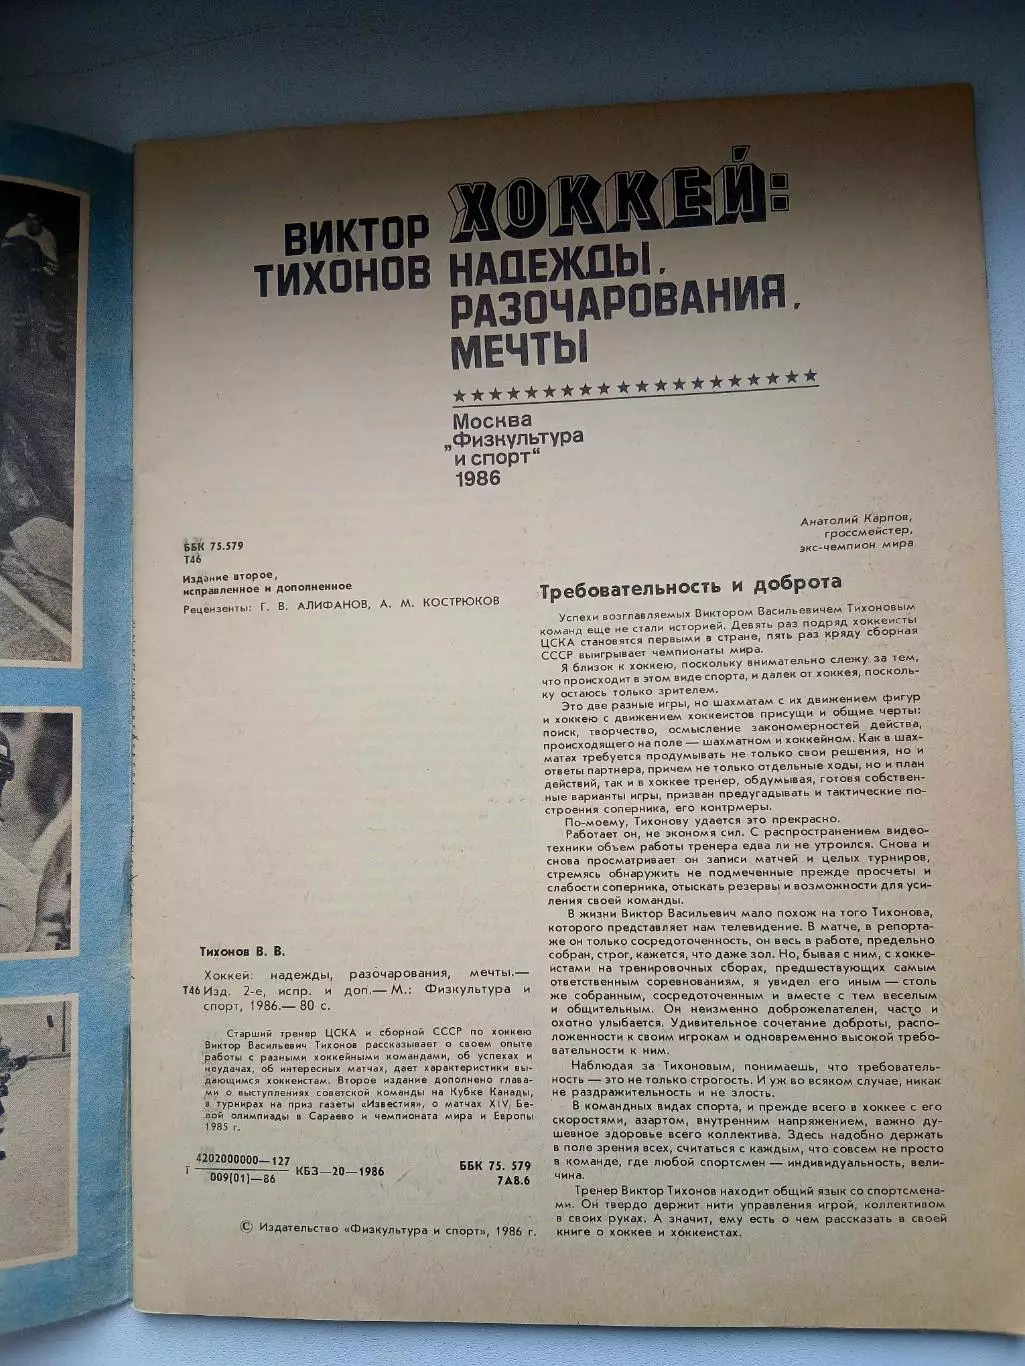 ВИКТОР
ТИХОНОВ
ХОККЕЙ:
НАДЕЖДЫ,
РАЗОЧАРОВАНИЯ,
МЕЧТЫ
Москва
„Физкультура
и спорт“
1986
ББК 75.579
Т46
Издание второе,
исправленное и дополненное
Рецензенты: Г. В. АЛИФАНОВ, А. М. КОСТРЮКОВ
Тихонов В. В.
Хоккей: надежды, разочарования, мечты.—
Т46 Изд. 2-е, испр. и доп.— М.: Физкультура и
спорт, 1986.— 80 с.
Старший тренер ЦСКА и сборной СССР по хоккею
Виктор Васильевич Тихонов рассказывает о своем опыте
работы с разными хоккейными командами, об успехах и
неудачах, об интересных матчах, дает характеристики вы-
дающимся хоккеистам. Второе издание дополнено глава-
ми о выступлениях советской команды на Кубке Канады,
в турнирах на приз газеты «Известия», о матчах XIV Бе-
лой олимпиады в Сараево и чемпионата мира и Европы
1985 г.
Т 4202000000—127
009[01]—86
КБЗ—20—1986
ББК 75. 579
7А8.6
© Издательство «Физкультура и спорт», 1986 г.
Анатолий Карпов,
гроссмейстер,
экс-чемпион мира
Требовательность и доброта
Успехи возглавляемых Виктором Васильевичем Тихоновым
команд еще не стали историей. Девять раз подряд хоккеисты
ЦСКА становятся первыми в стране, пять раз кряду сборная
СССР выигрывает чемпионаты мира.
Я близок к хоккею, поскольку внимательно слежу за тем,
что происходит в этом виде спорта, и далек от хоккея, посколь-
ку остаюсь только зрителем.
Это две разные игры, но шахматам с их движением фигур
и хоккею с движением хоккеистов присущи и общие черты:
поиск, творчество, осмысление закономерностей действа,
происходящего на поле — шахматном и хоккейном. Как в шах-
матах требуется продумывать не только свои решения, но и
ответы партнера, причем не только отдельные ходы, но и план
действий, так и в хоккее тренер, обдумывая, готовя собствен-
ные варианты игры, призван предугадывать и тактические по-
строения соперника, его контрмеры.
По-моему, Тихонову удается это прекрасно.
Работает он, не экономя сил. С распространением видео-
техники объем работы тренера едва ли не утроился. Снова и
снова просматривает он записи матчей и целых турниров,
стремясь обнаружить не подмеченные прежде просчеты и
слабости соперника, отыскать резервы и возможности для уси-
ления своей команды.
В жизни Виктор Васильевич мало похож на того Тихонова,
которого представляет нам телевидение. В матче, в репорта-
же он только сосредоточенность, он весь в работе, предельно
собран, строг, кажется, что даже зол. Но, бывая с ним, с хокке-
истами на тренировочных сборах, предшествующих самым
ответственным соревнованиям, я увидел его иным — столь
же собранным, сосредоточенным и вместе с тем веселым
и общительным. Он неизменно доброжелателен, часто и
охотно улыбается. Удивительное сочетание доброты, распо-
ложенности к своим игрокам и одновременно высокой требо-
вательности к ним.
Наблюдая за Тихоновым, понимаешь, что требователь-
ность — это не только строгость. И уж во всяком случае, никак
не раздражительность и не злость.
В командных видах спорта, и прежде всего в хоккее с его
скоростями, азартом, внутренним напряжением, важно ду-
шевное здоровье всего коллектива. Здесь надобно держать
в поле зрения всех, считаться с каждым, что совсем не просто
в команде, где любой спортсмен — индивидуальность, вели-
чина.
Тренер Виктор Тихонов находит общий язык со спортсмена-
ми. Он твердо держит нити управления игрой, коллективом
в своих руках. А значит, ему есть о чем рассказать в своей
книге о хоккее и хоккеистах.